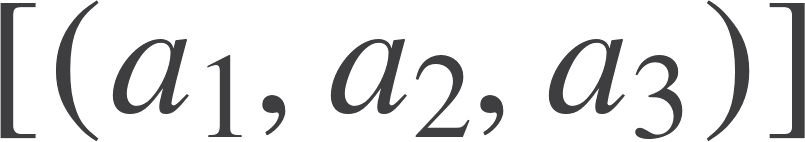 [(a₁, a₂, a₃)]